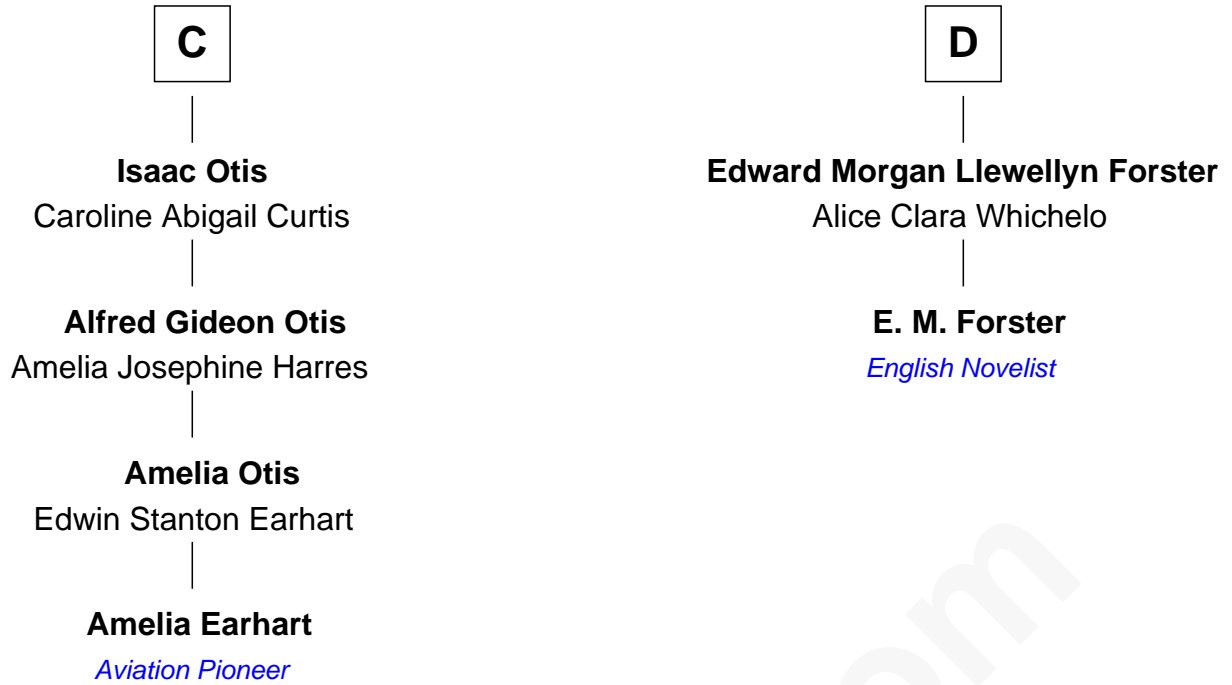 C
Isaac Otis
Caroline Abigail Curtis
Alfred Gideon Otis
Amelia Josephine Harres
Amelia Otis
Edwin Stanton Earhart
Amelia Earhart
Aviation Pioneer
D
Edward Morgan Llewellyn Forster
Alice Clara Whichelo
E. M. Forster
English Novelist
om